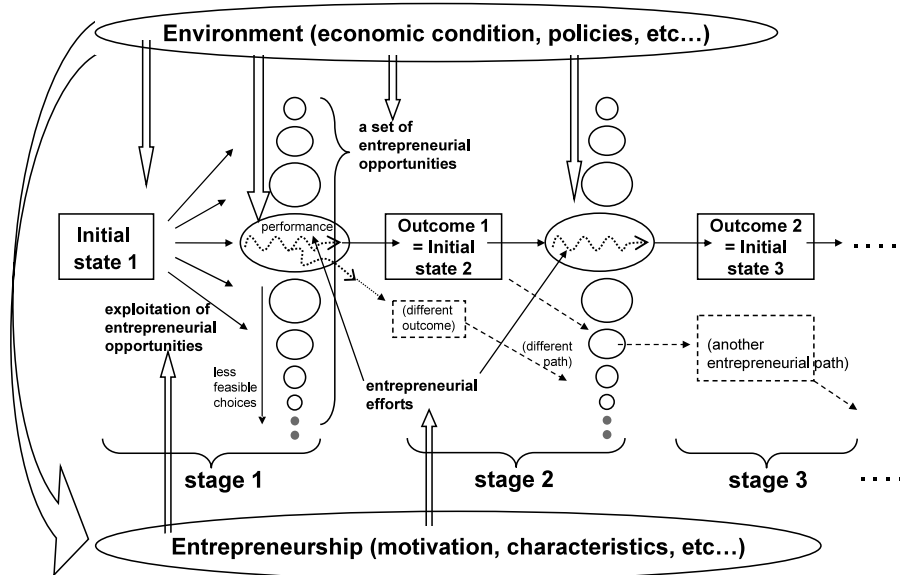 Environment (economic condition, policies, etc…)
a set of
entrepreneurial
opportunities
performance
Initial
state 1
Outcome 1
= Initial
state 2
Outcome 2
= Initial
state 3
exploitation of
entrepreneurial
opportunities
(different
outcome)
(different
path)
(another
entrepreneurial path)
less
feasible
choices
entrepreneurial
efforts
stage 1
stage 2
stage 3
Entrepreneurship (motivation, characteristics, etc…)